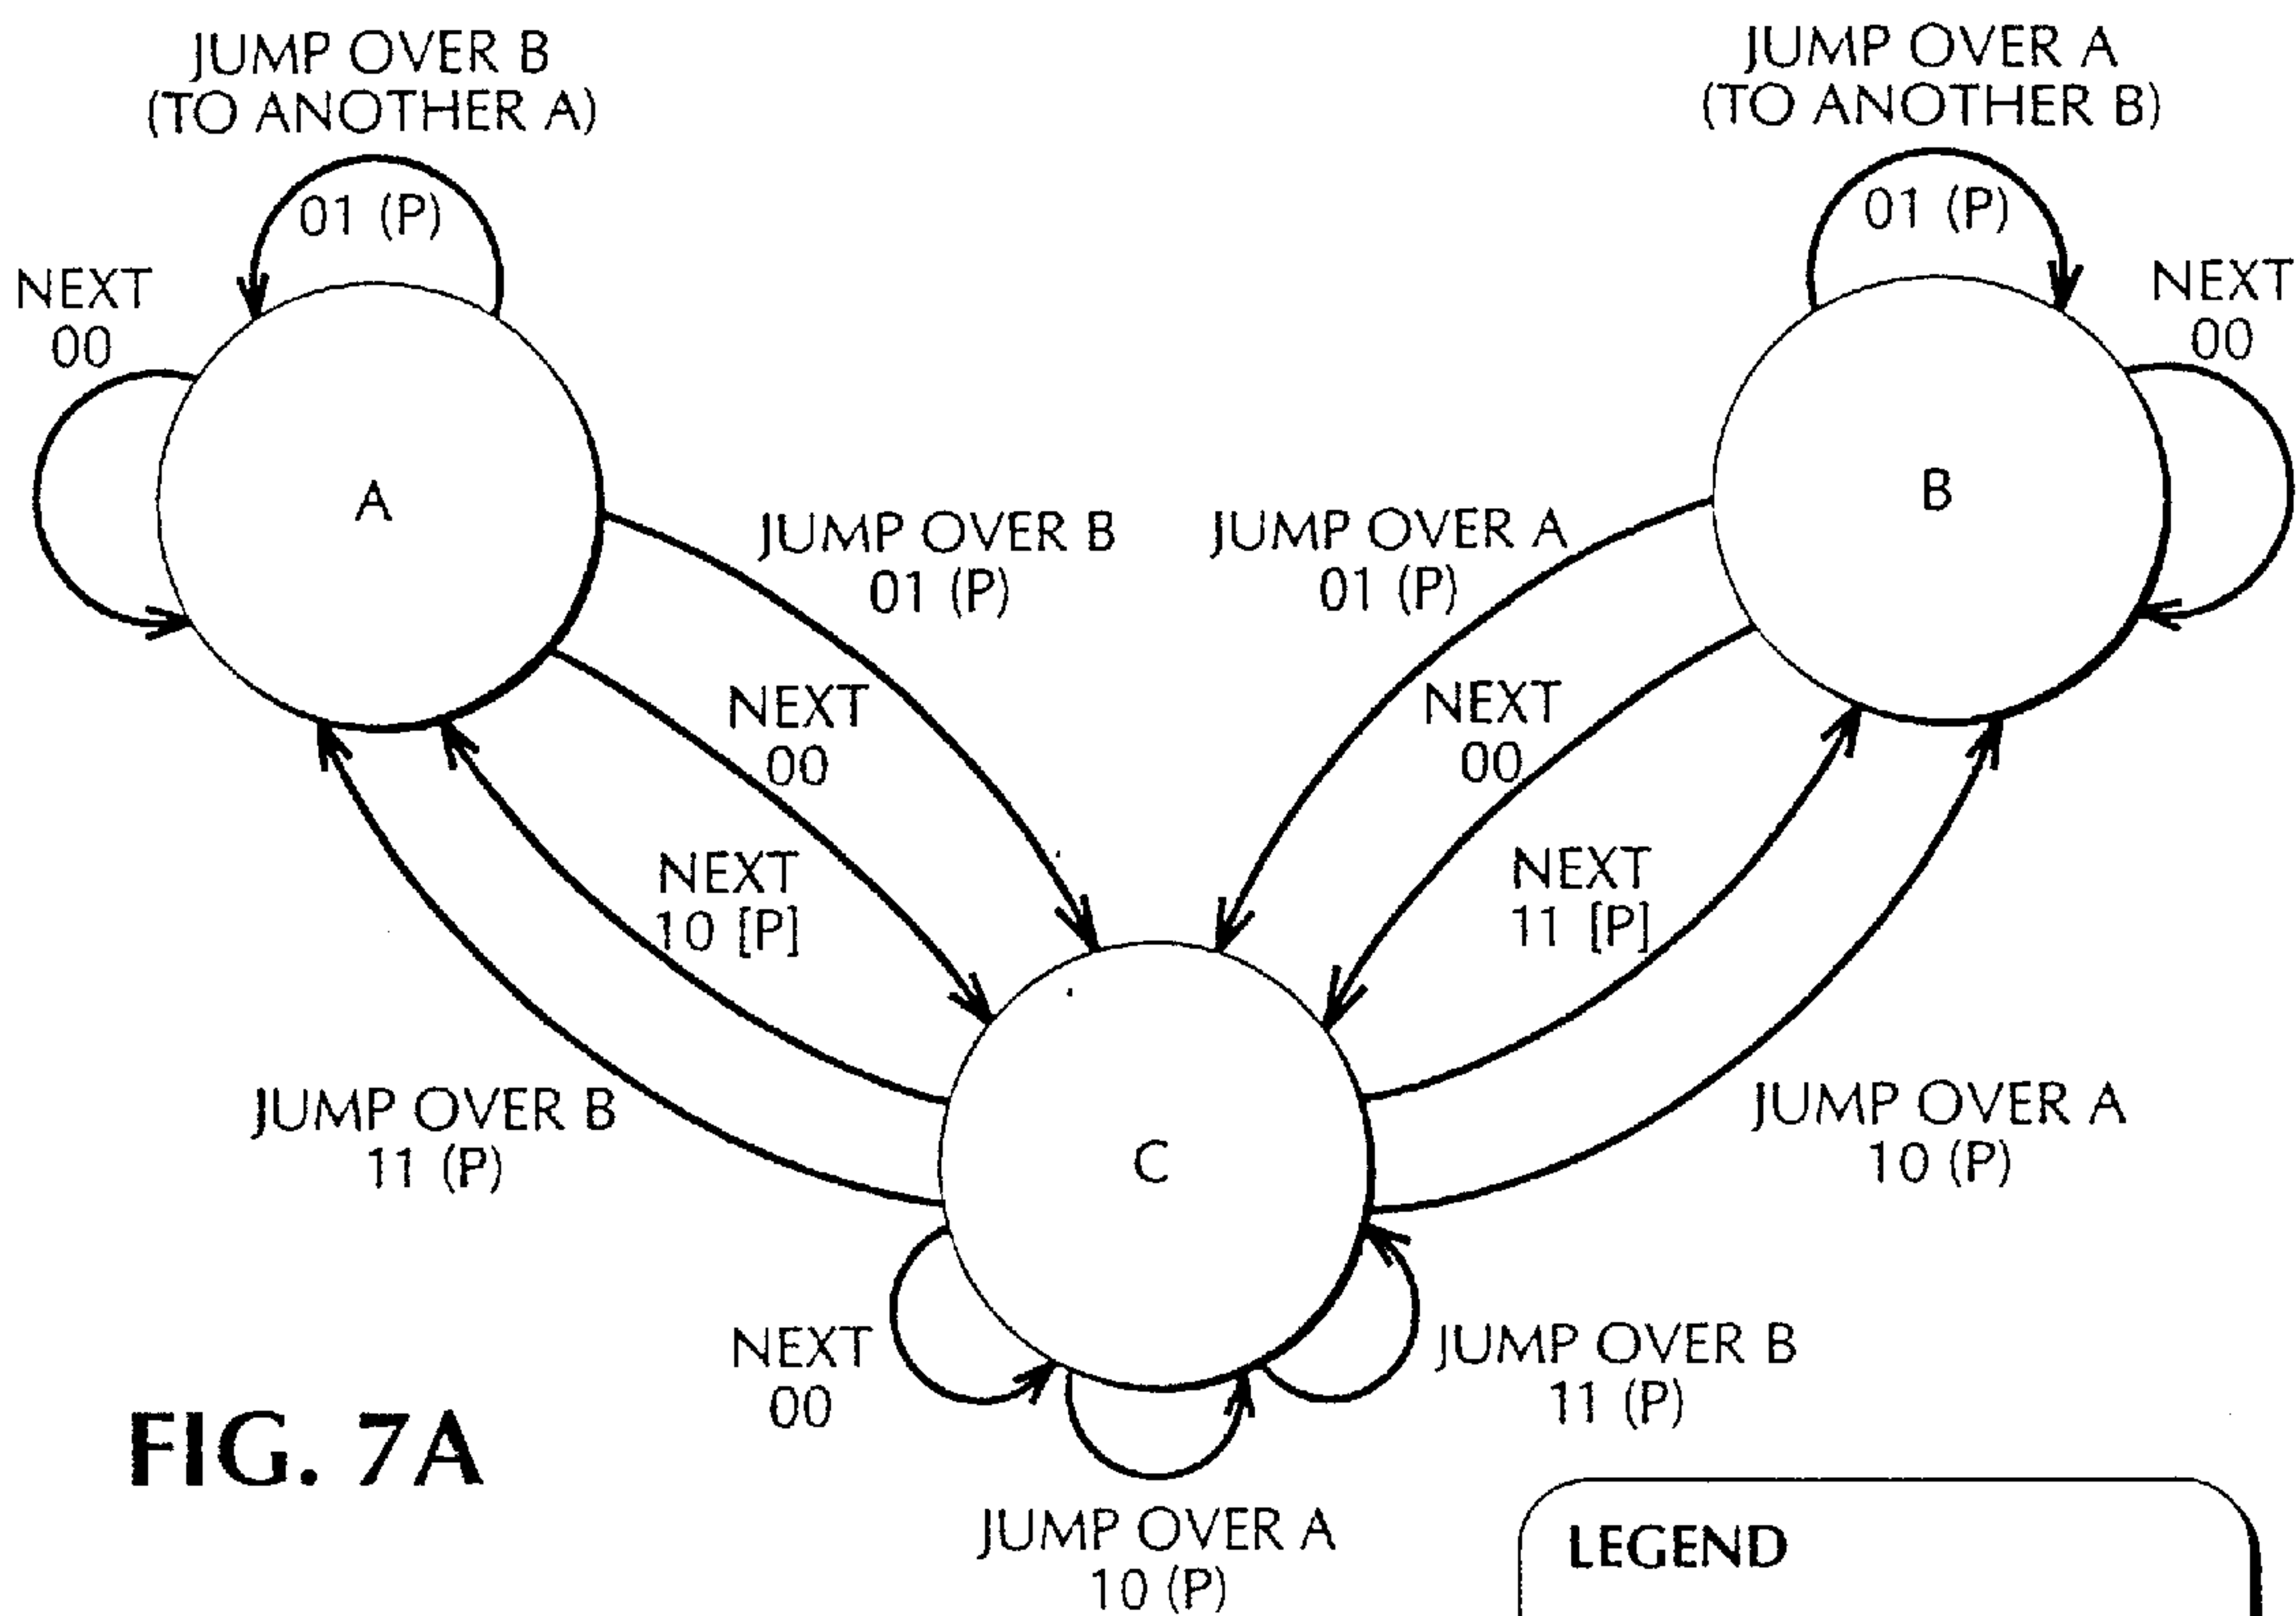 JUMP OVER B
(TO ANOTHER A)
01 (P)
NEXT
00
A
JUMP OVER A
(TO ANOTHER B)
01 (P)
NEXT
00
B
JUMP OVER B
01 (P)
JUMP OVER A
01 (P)
NEXT
00
NEXT
00
NEXT
10 [P]
NEXT
11 [P]
JUMP OVER B
11 (P)
C
JUMP OVER A
10 (P)
NEXT
00
JUMP OVER B
11 (P)
JUMP OVER A
10 (P)
FIG. 7A
LEGEND